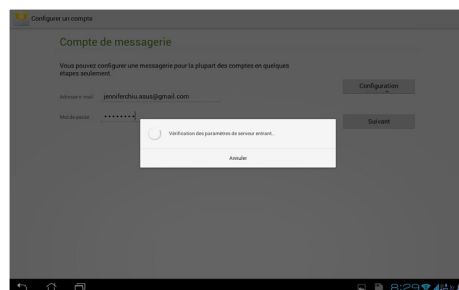 Configurer un compte
Compte de messagerie
Vous pouvez configurer une messagerie pour la plupart des comptes en quelques
étapes seulement.
Configuration
Adresse e-mail jenniferchiu.asus@gmail.com
Mot de passe ••••••••
Suivant
Vérification des paramètres de serveur entrant...
Annuler
8:29